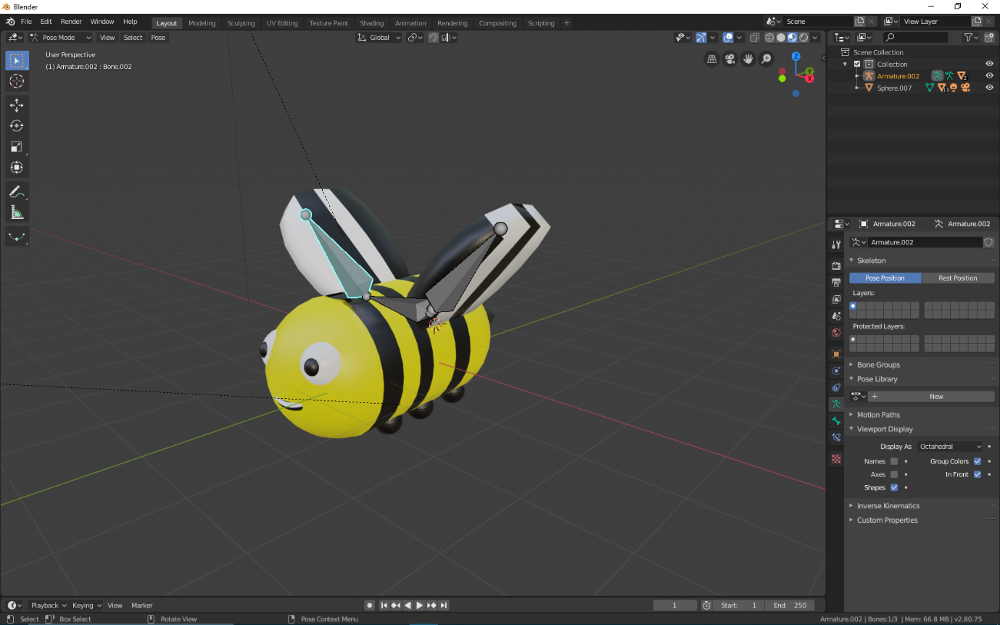 Blender
File Edit Render Window Help Layout Modeling Sculpting UV Editing Texture Paint Shading Animation Rendering Compositing Scripting + Scene View Layer
Pose Mode View Select Pose Global
User Perspective
(1) Armature.002 : Bone.002
Z
Y
X
Scene Collection
Collection
Armature.002 2
Sphere.007 13
Armature.002 Armature.002
Armature.002
Skeleton
Pose Position Rest Position
Layers:
Protected Layers:
Bone Groups
Pose Library
+ New
Motion Paths
Viewport Display
Display As Octahedral
Names Group Colors
Axes In Front
Shapes
Inverse Kinematics
Custom Properties
Playback Keying View Marker 1 Start: 1 End: 250
Select Box Select Rotate View Pose Context Menu Armature.002 | Bones:1/3 | Mem: 66.8 MB | v2.80.75